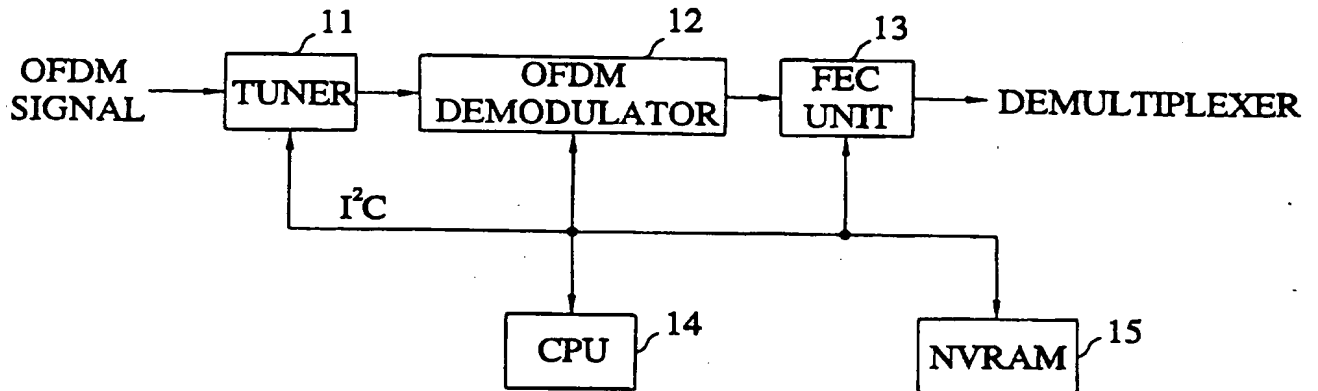 11
12
13
OFDM
SIGNAL
TUNER
OFDM
DEMODULATOR
FEC
UNIT
DEMULTIPLEXER
I²C
CPU
14
NVRAM
15